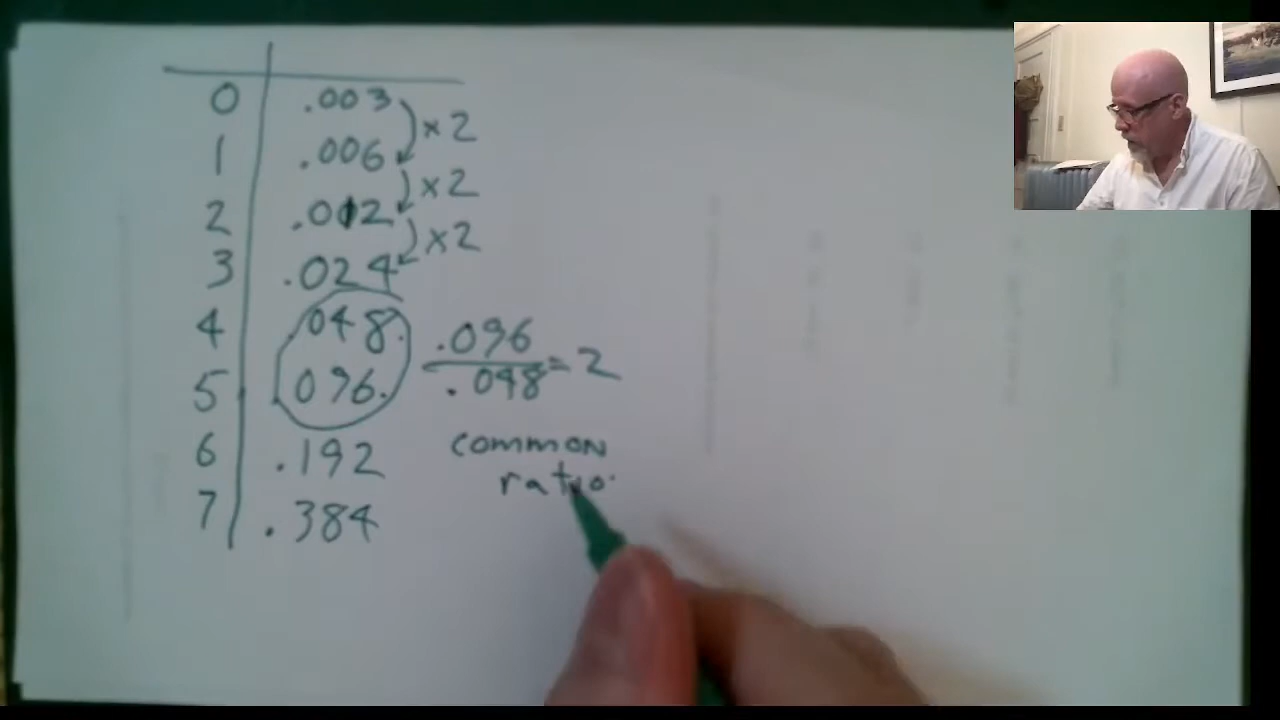 0 .003
x 2
1 .006
x 2
2 .012
x 2
3 .024
4 .048
5 .096
.096
.048
= 2
6 .192
common
ratio
7 .384